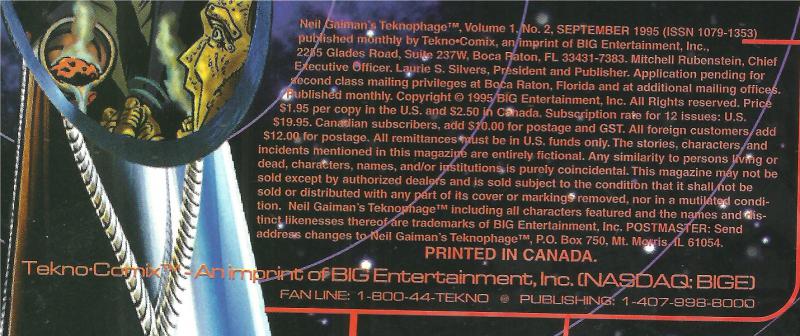 Neil Gaiman's Teknophage™, Volume 1, No. 2, SEPTEMBER 1995 (ISSN 1079-1353)
published monthly by Tekno•Comix, an imprint of BIG Entertainment, Inc.,
2255 Glades Road, Suite 237W, Boca Raton, FL 33431-7383. Mitchell Rubenstein, Chief
Executive Officer. Laurie S. Silvers, President and Publisher. Application pending for
second class mailing privileges at Boca Raton, Florida and at additional mailing offices.
Published monthly. Copyright © 1995 BIG Entertainment, Inc. All Rights reserved. Price
$1.95 per copy in the U.S. and $2.50 in Canada. Subscription rate for 12 issues: U.S.
$19.95. Canadian subscribers, add $10.00 for postage and GST. All foreign customers, add
$12.00 for postage. All remittances must be in U.S. funds only. The stories, characters, and
incidents mentioned in this magazine are entirely fictional. Any similarity to persons living or
dead, characters, names, and/or institutions is purely coincidental. This magazine may not be
sold except by authorized dealers and is sold subject to the condition that it shall not be
sold or distributed with any part of its cover or markings removed, nor in a mutilated condi-
tion. Neil Gaiman's Teknophage™ including all characters featured and the names and dis-
tinct likenesses thereof are trademarks of BIG Entertainment, Inc. POSTMASTER: Send
address changes to Neil Gaiman's Teknophage™, P.O. Box 750, Mt. Morris, IL 61054.
PRINTED IN CANADA.
Tekno•Comix™ - An imprint of BIG Entertainment, Inc. (NASDAQ: BIGE)
FAN LINE: 1-800-44-TEKNO @ PUBLISHING: 1-407-998-8000